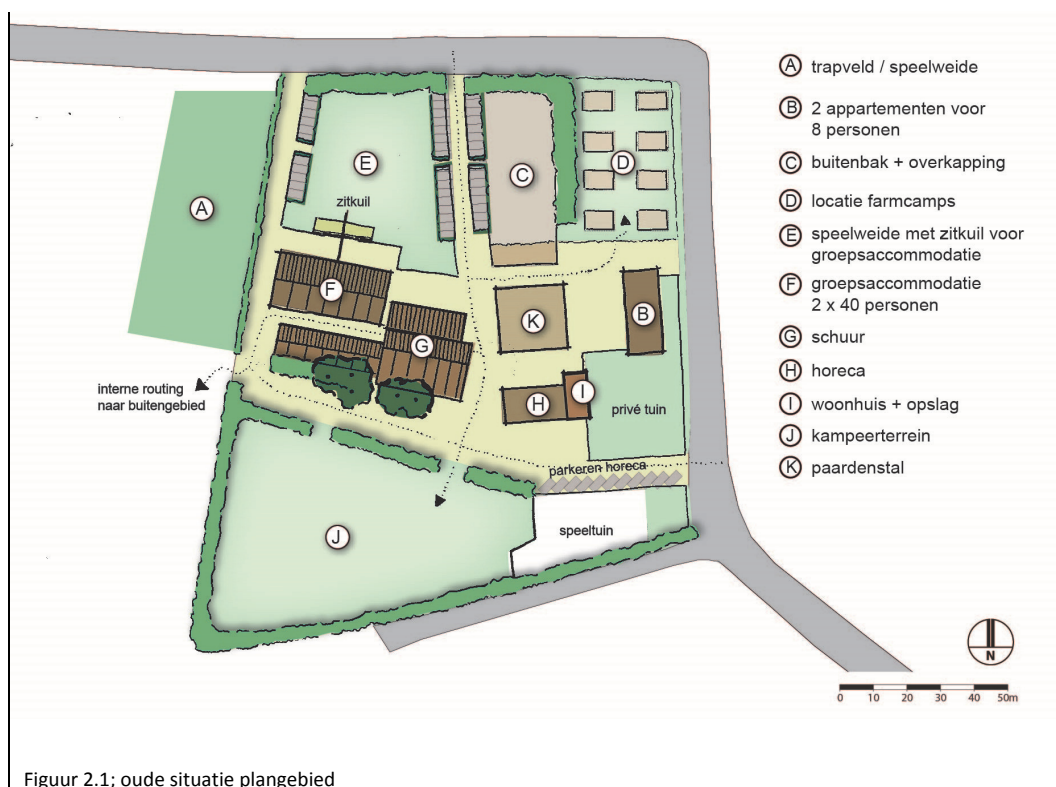 A trapveld / speelweide
B 2 appartementen voor
8 personen
C buitenbak + overkapping
D locatie farmcamps
E speelweide met zitkuil voor
groepsaccommodatie
F groepsaccommodatie
2 x 40 personen
G schuur
H horeca
I woonhuis + opslag
J kampeerterrein
K paardenstal
A
E
zitkuil
C
D
F
G
K
B
H
I
privé tuin
interne routing
naar buitengebied
parkeren horeca
speeltuin
J
N
0 10 20 30 40 50m
Figuur 2.1; oude situatie plangebied